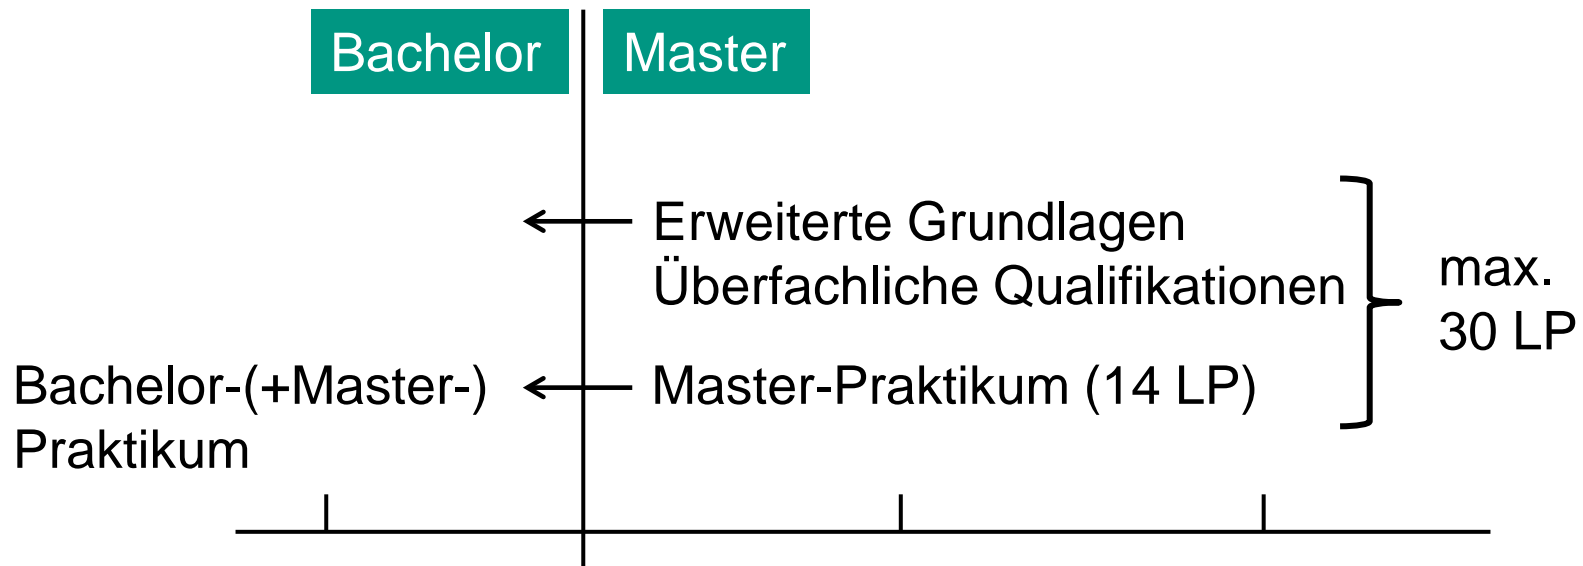 Bachelor
Master
Erweiterte Grundlagen
Überfachliche Qualifikationen
max.
30 LP
Bachelor-(+Master-)
Praktikum
Master-Praktikum (14 LP)